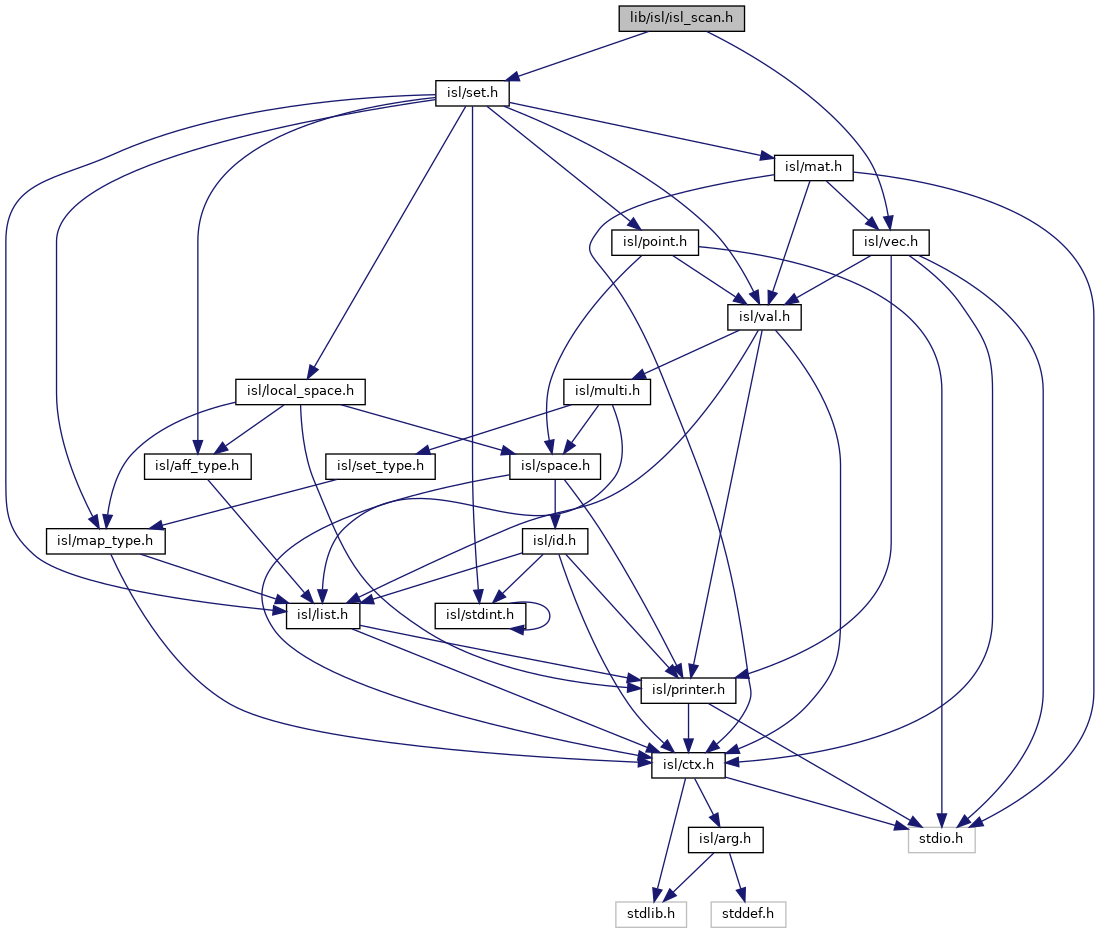 lib/isl/isl_scan.h
isl/set.h
isl/mat.h
isl/point.h
isl/vec.h
isl/val.h
isl/local_space.h
isl/multi.h
isl/aff_type.h
isl/set_type.h
isl/space.h
isl/map_type.h
isl/id.h
isl/list.h
isl/stdint.h
isl/printer.h
isl/ctx.h
isl/arg.h
stdio.h
stdlib.h
stddef.h